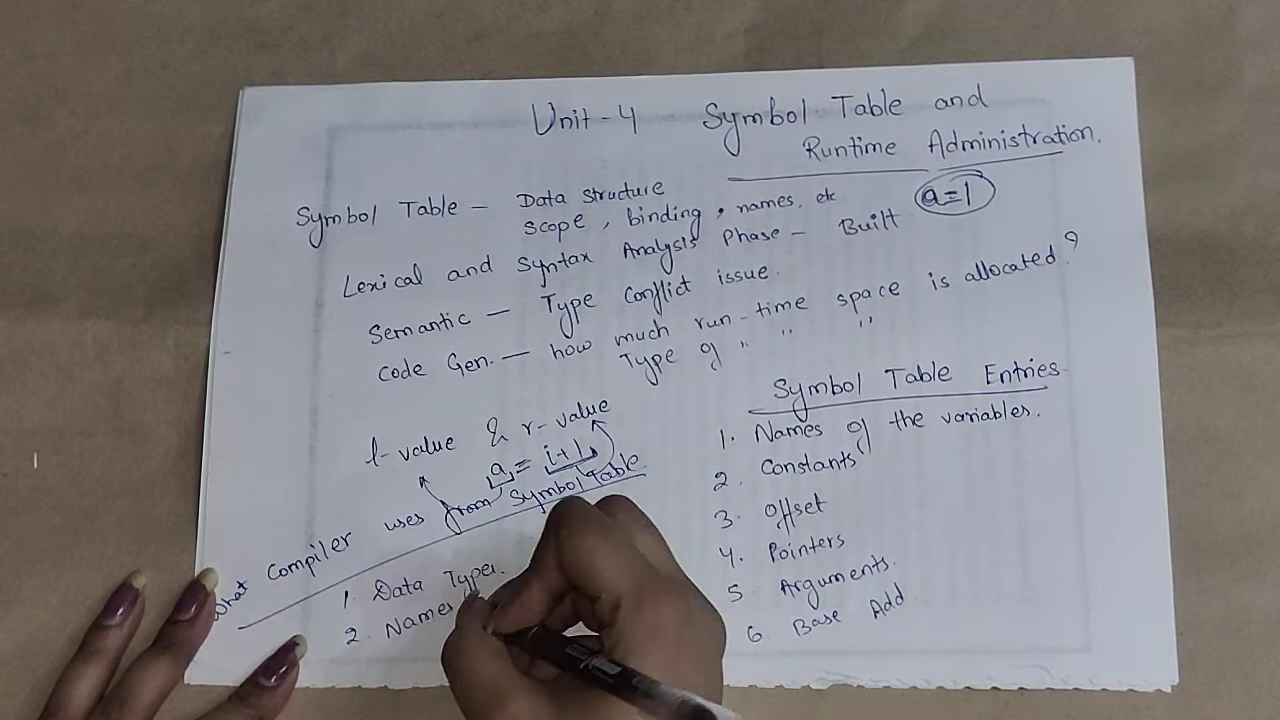 Unit-4 Symbol Table and
Runtime Administration.
Symbol Table - Data Structure
Scope, binding, names, etc
a=1
Lexical and Syntax Analysis Phase - Built
Semantic - Type Conflict issue.
Code Gen. - how much run-time space is allocated?
Type of " " "
l-value & r-value
a = i+1
What Compiler uses from Symbol Table
1. Data Type.
2. Names
Symbol Table Entries
1. Names of the variables.
2. Constants
3. Offset
4. Pointers
5 Arguments.
6. Base Add